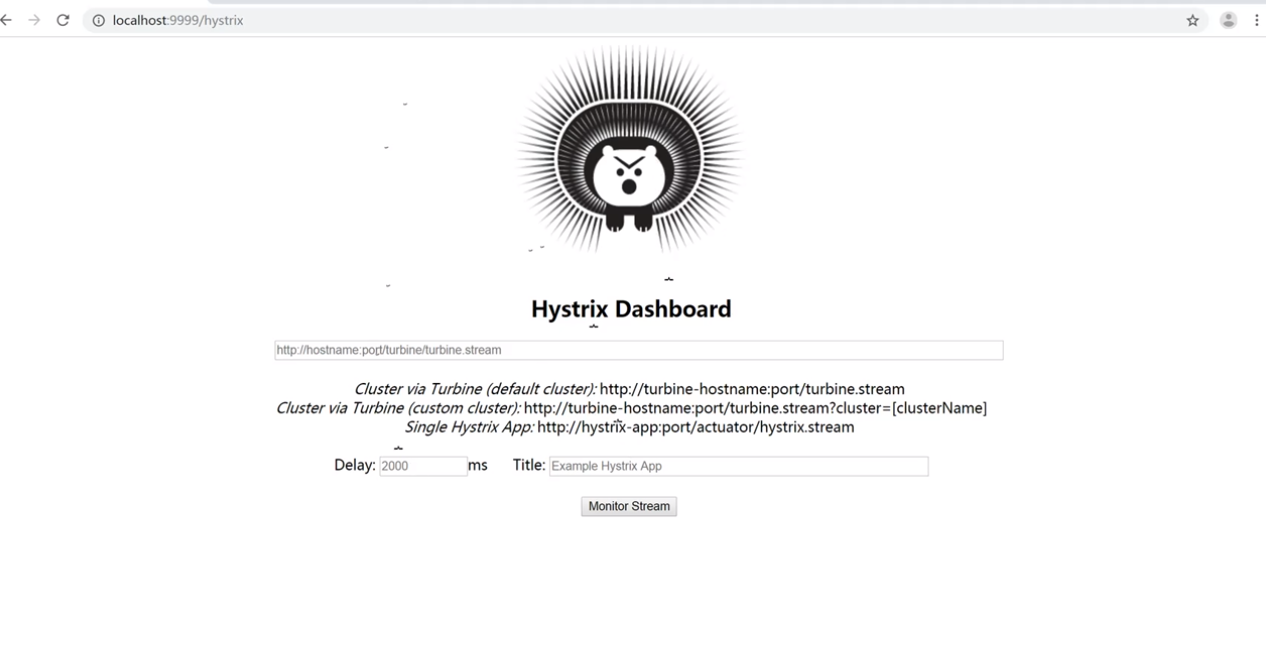 localhost:9999/hystrix
Hystrix Dashboard
http://hostname:port/turbine/turbine.stream
Cluster via Turbine (default cluster): http://turbine-hostname:port/turbine.stream
Cluster via Turbine (custom cluster): http://turbine-hostname:port/turbine.stream?cluster=[clusterName]
Single Hystrix App: http://hystrix-app:port/actuator/hystrix.stream
Delay: 2000 ms Title: Example Hystrix App
Monitor Stream